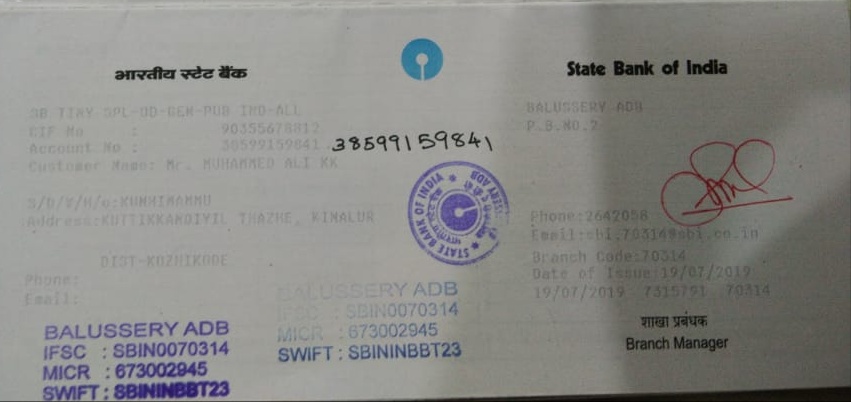 भारतीय स्टेट बैंक
State Bank of India
SB TINY SPL-OD-GEN-PUB IND-ALL
CIF No : 90355678812
Account No : 38599159841 38599159841
Customer Name: Mr. MUHAMMED ALI KK
S/D/W/H/o:KUNHIMAMMU
Address:KUTTIKKANDIYIL THAZHE, KINALUR
DIST-KOZHIKODE
Phone:
Email:
BALUSSERY ADB
P.B.NO.2
Phone:2642058
Email:sbi.70314@sbi.co.in
Branch Code:70314
Date of Issue:19/07/2019
19/07/2019 7315791 70314
शाखा प्रबंधक
Branch Manager
STATE BANK OF INDIA
BALUSSERY ADB
IFSC : SBIN0070314
MICR : 673002945
SWIFT : SBININBBT23
BALUSSERY ADB
IFSC : SBIN0070314
MICR : 673002945
SWIFT : SBININBBT23